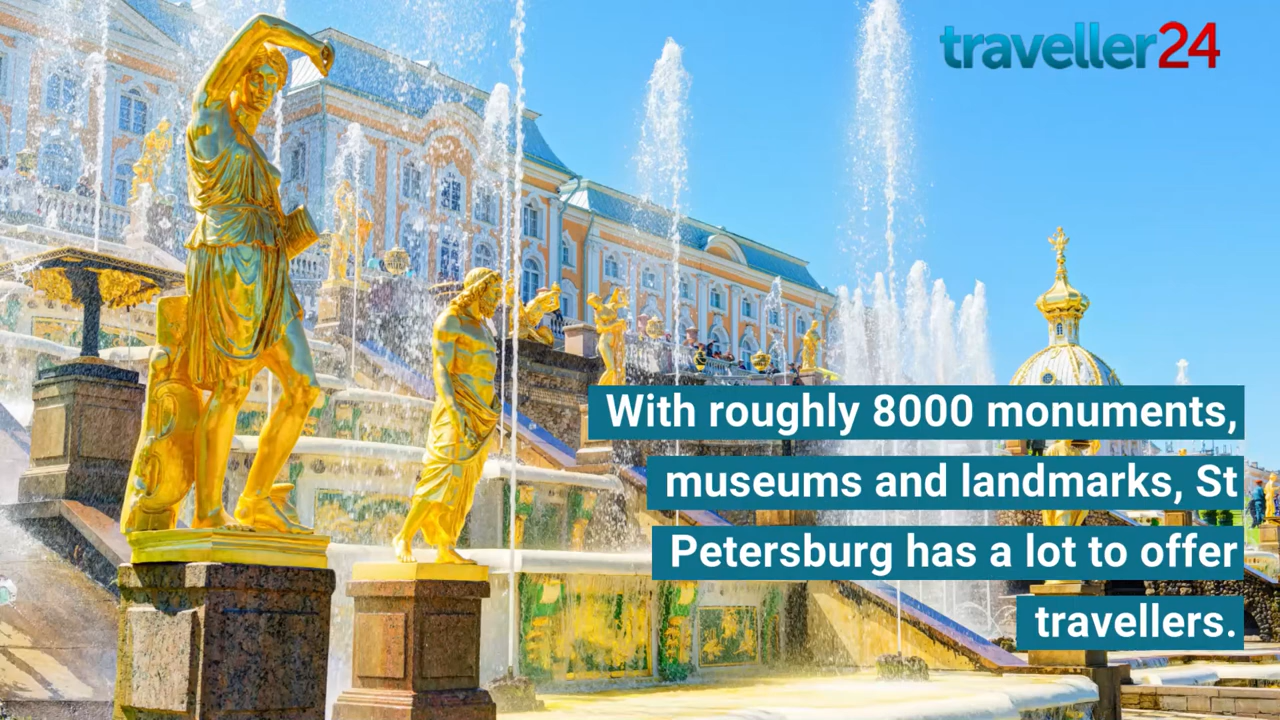 traveller24
With roughly 8000 monuments,
museums and landmarks, St
Petersburg has a lot to offer
travellers.